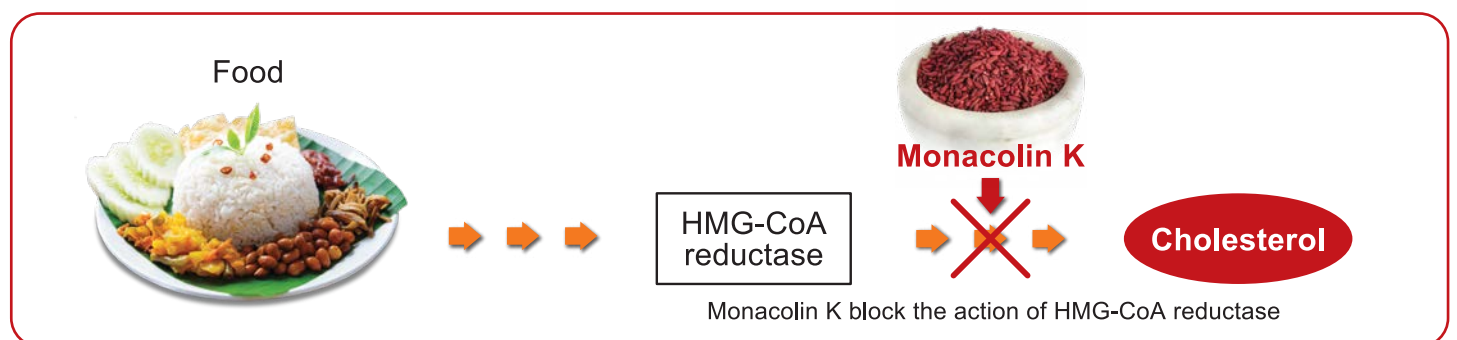 Food
Monacolin K
HMG-CoA
reductase
Cholesterol
Monacolin K block the action of HMG-CoA reductase